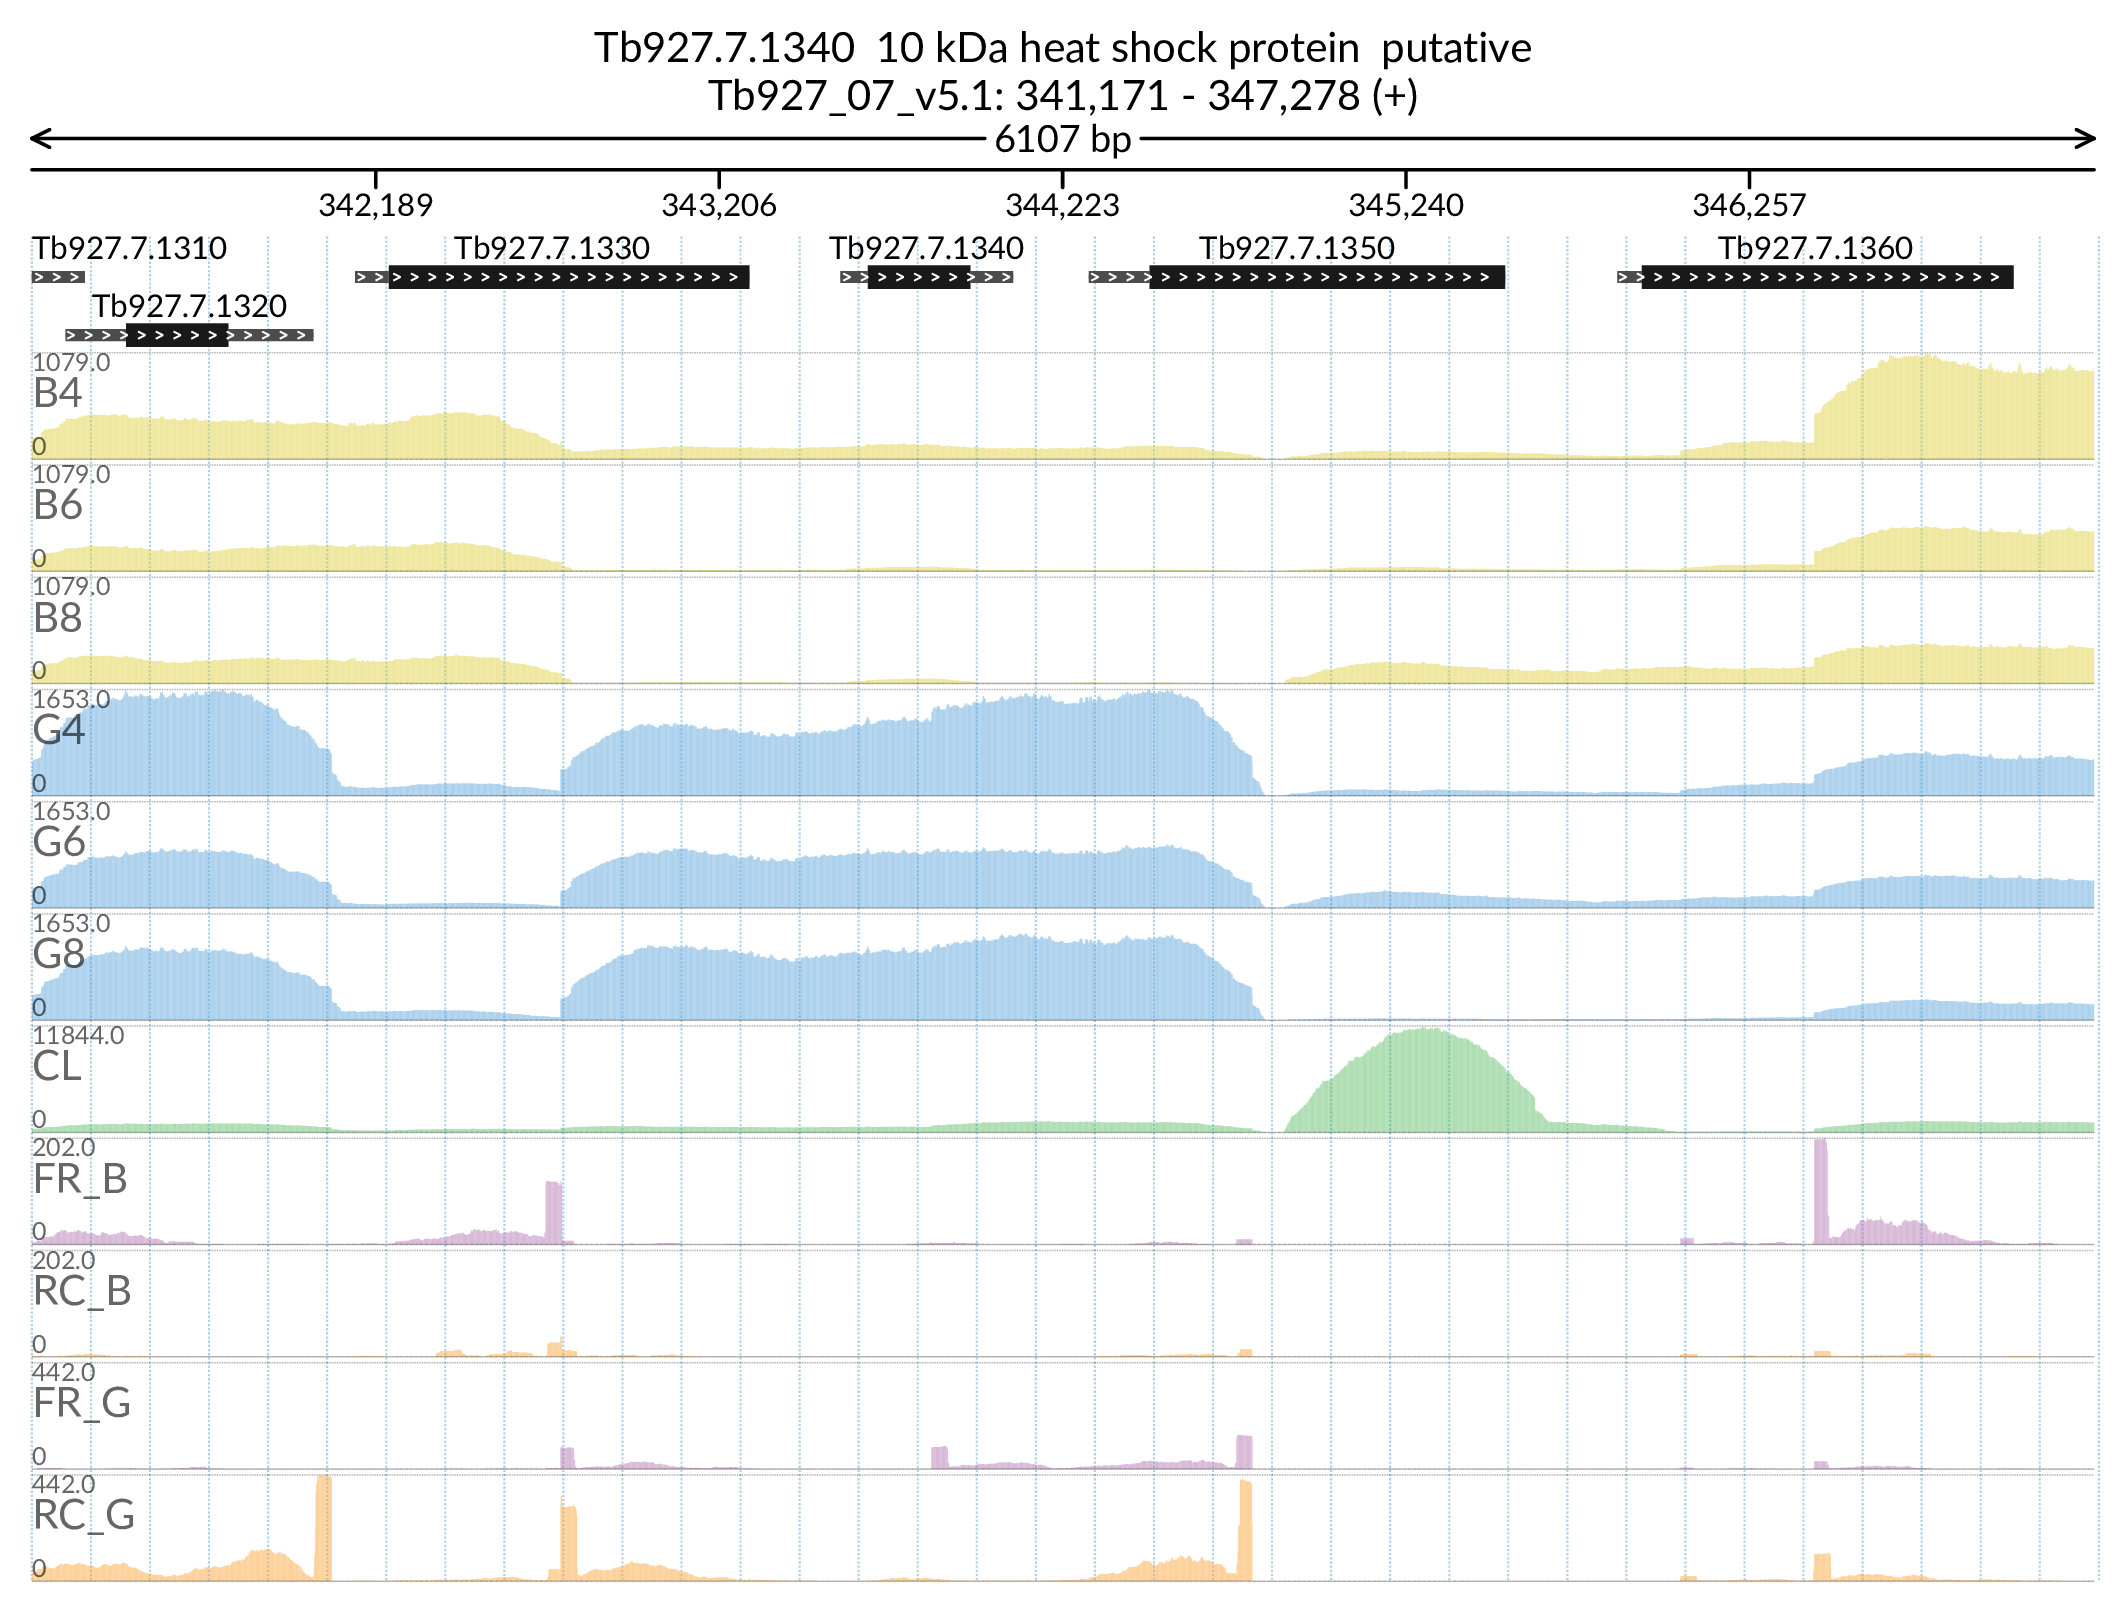 Tb927.7.1340  10 kDa heat shock protein  putative
Tb927_07_v5.1: 341,171 - 347,278 (+)
6107 bp
342,189 343,206 344,223 345,240 346,257
Tb927.7.1310 Tb927.7.1330 Tb927.7.1340 Tb927.7.1350 Tb927.7.1360
Tb927.7.1320
1079.0
B4
0
1079.0
B6
0
1079.0
B8
0
1653.0
G4
0
1653.0
G6
0
1653.0
G8
0
11844.0
CL
0
202.0
FR_B
0
202.0
RC_B
0
442.0
FR_G
0
442.0
RC_G
0